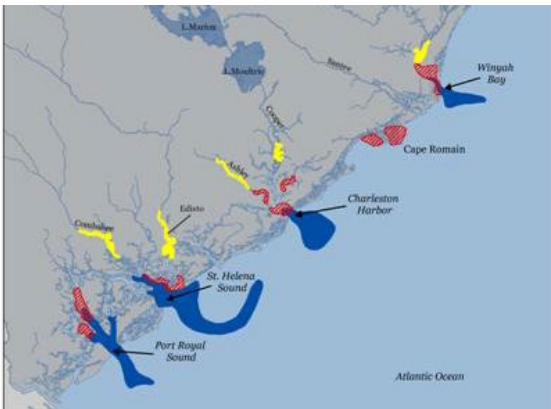 L.Marion
L.Moultrie
Santee
Winyah
Bay
Cooper
Cape Romain
Ashley
Charleston
Harbor
Edisto
Combahee
St. Helena
Sound
Port Royal
Sound
Atlantic Ocean